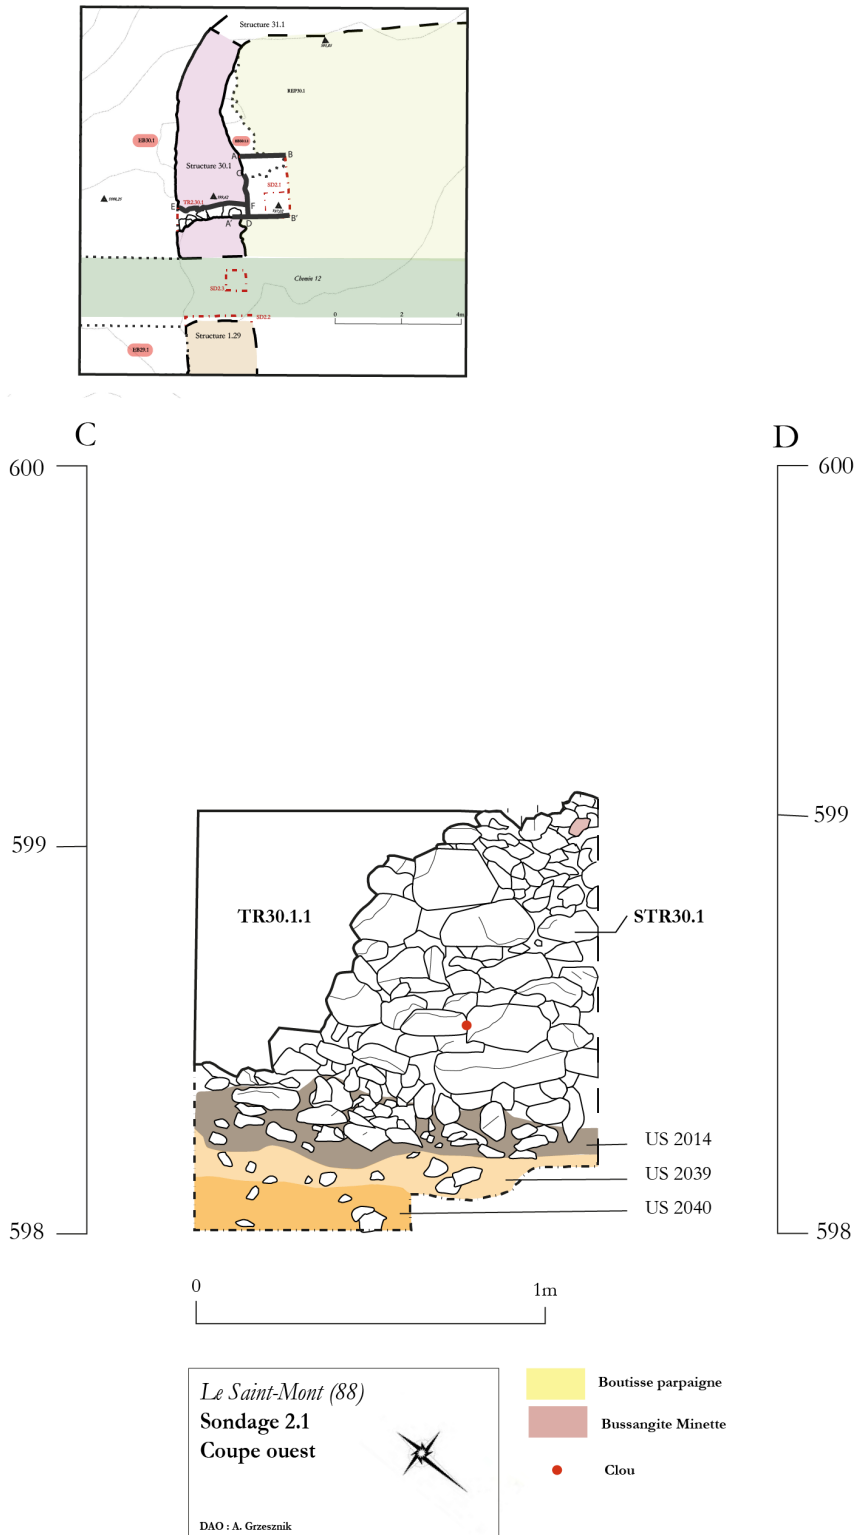 Structure 31.1
REP30.1
EB30.1
A
B
Structure 30.1
SD2.1
E
TR2.30.1
F
A'
D
B'
Chemin 12
SD2.3
SD2.2
0
2
4m
Structure 1.29
EB29.1
C
D
600
600
599
599
TR30.1.1
STR30.1
US 2014
US 2039
US 2040
598
598
0
1m
Le Saint-Mont (88)
Sondage 2.1
Coupe ouest
DAO : A. Grzesznik
Boutisse parpaigne
Bussangite Minette
Clou